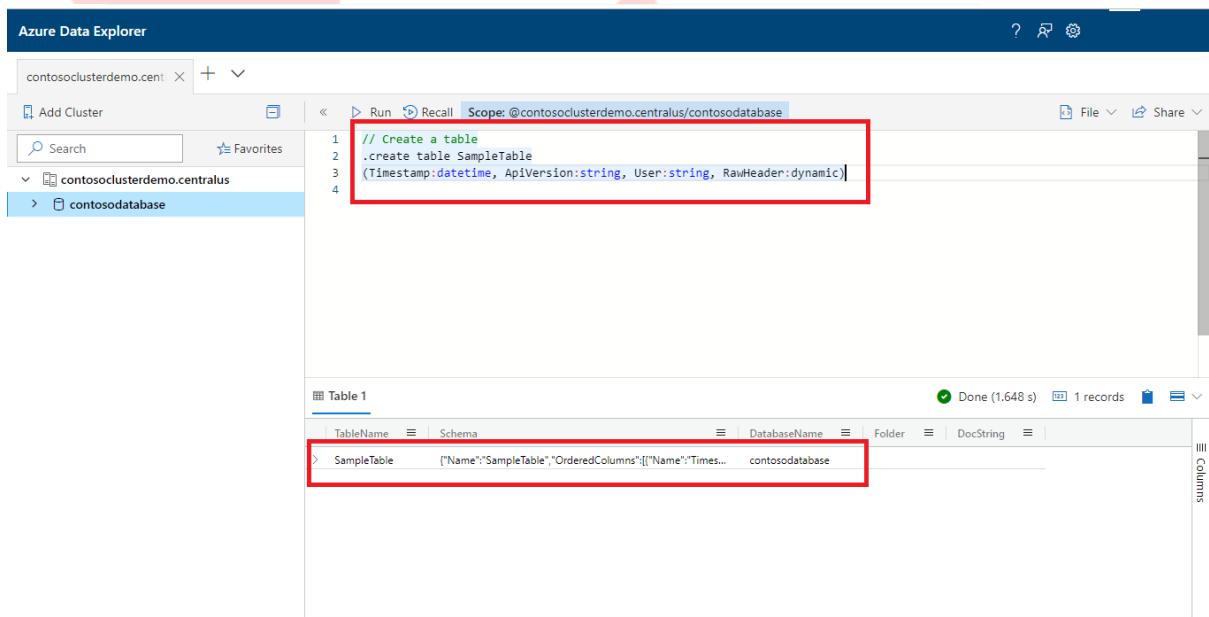 Azure Data Explorer
?
contosoclusterdemo.cent
Add Cluster
Run Recall Scope: @contosoclusterdemo.centralus/contosodatabase File Share
Search Favorites
contosoclusterdemo.centralus
contosodatabase
1 // Create a table
2 .create table SampleTable
3 (Timestamp:datetime, ApiVersion:string, User:string, RawHeader:dynamic)
4
Table 1 Done (1.648 s) 123 1 records
TableName Schema DatabaseName Folder DocString
SampleTable {"Name":"SampleTable","OrderedColumns":[{"Name":"Times... contosodatabase
Columns